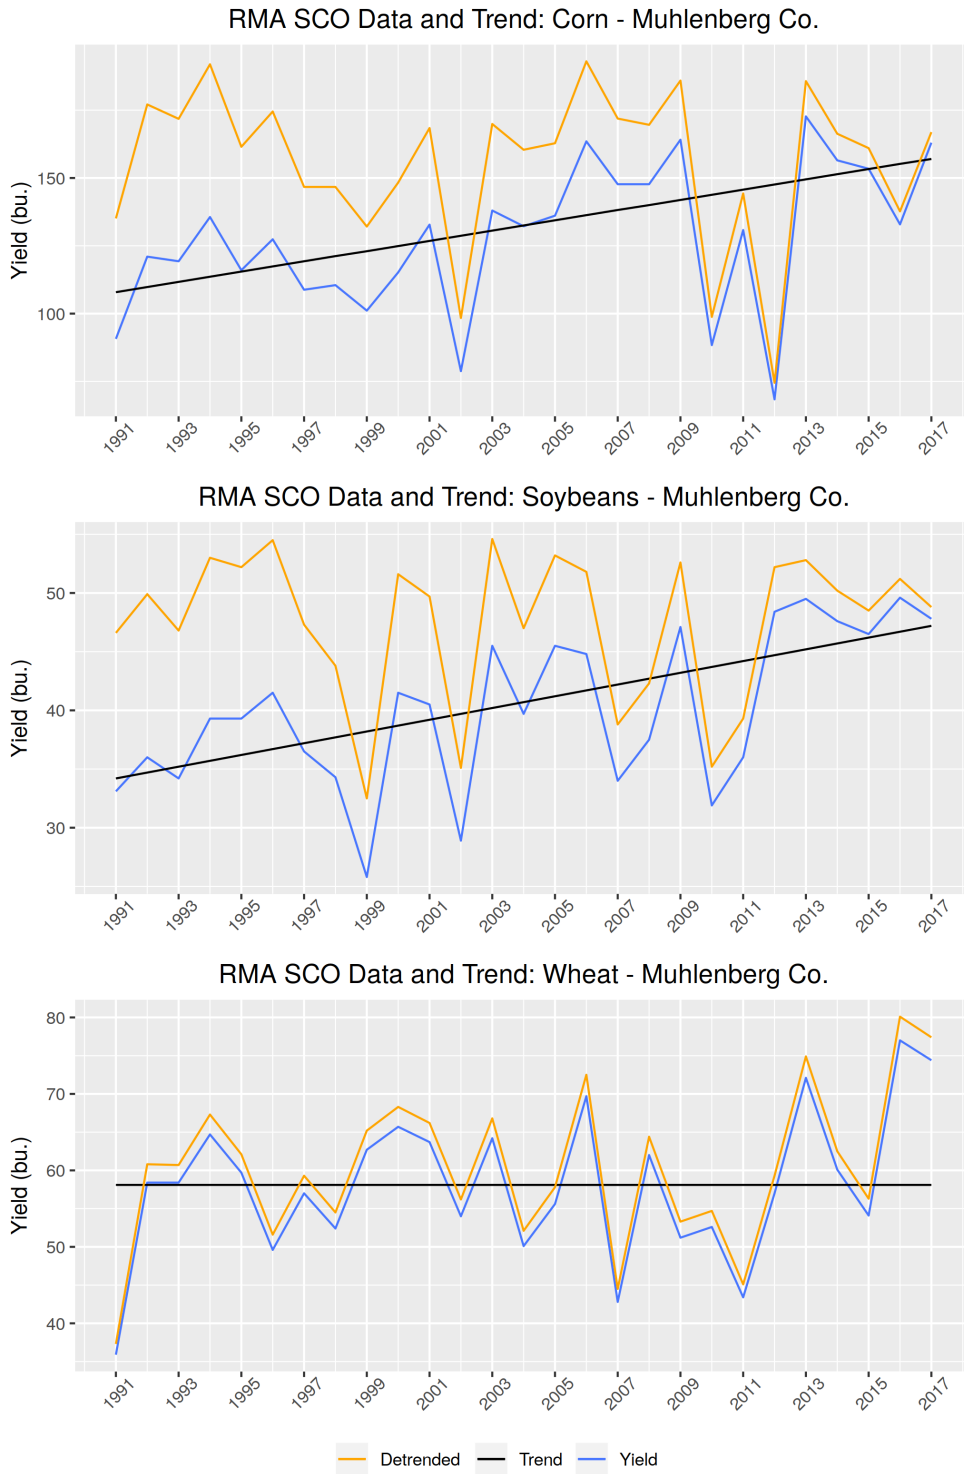 RMA SCO Data and Trend: Corn - Muhlenberg Co.
Yield (bu.)
150
100
1991 1993 1995 1997 1999 2001 2003 2005 2007 2009 2011 2013 2015 2017
RMA SCO Data and Trend: Soybeans - Muhlenberg Co.
Yield (bu.)
50
40
30
1991 1993 1995 1997 1999 2001 2003 2005 2007 2009 2011 2013 2015 2017
RMA SCO Data and Trend: Wheat - Muhlenberg Co.
Yield (bu.)
80
70
60
50
40
1991 1993 1995 1997 1999 2001 2003 2005 2007 2009 2011 2013 2015 2017
Detrended Trend Yield